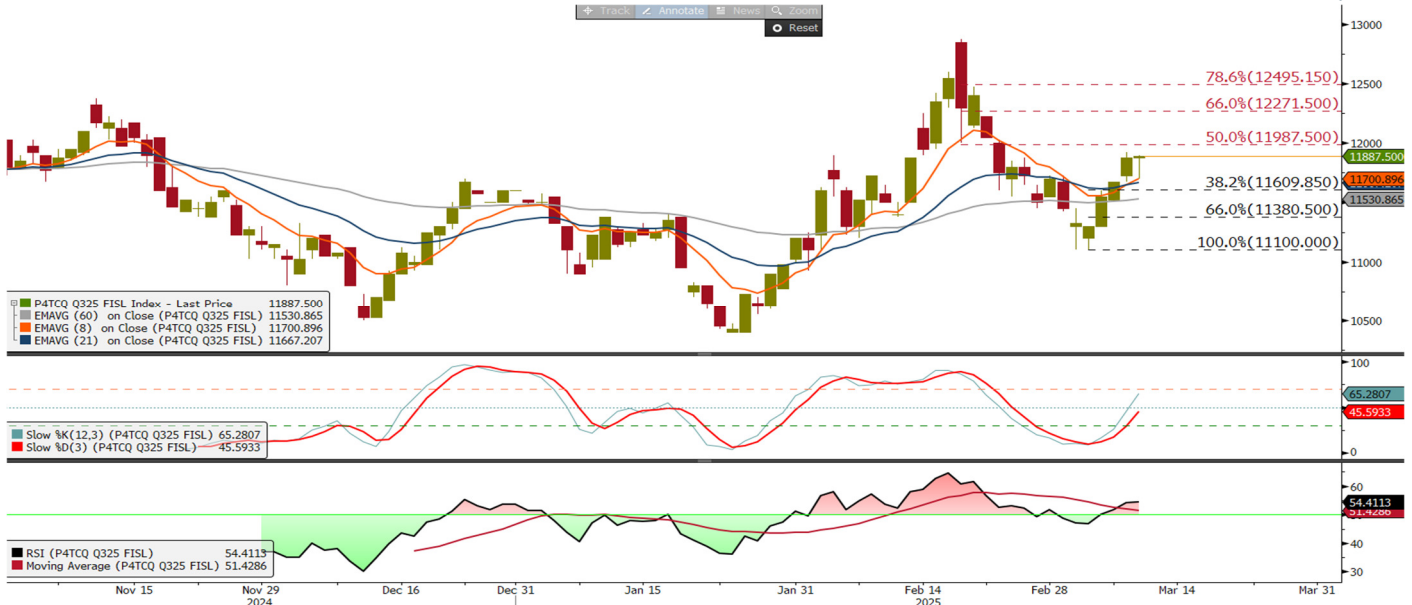 Track Annotate News Zoom
Reset
13000
78.6%(12495.150)
12500
66.0%(12271.500)
50.0%(11987.500)
12000
11887.500
11700.896
38.2%(11609.850)
11530.865
66.0%(11380.500)
100.0%(11100.000)
11000
10500
P4TCQ Q325 FISL Index - Last Price 11887.500
EMAVG (60) on Close (P4TCQ Q325 FISL) 11530.865
EMAVG (8) on Close (P4TCQ Q325 FISL) 11700.896
EMAVG (21) on Close (P4TCQ Q325 FISL) 11667.207
100
65.2807
45.5933
0
Slow %K(12,3) (P4TCQ Q325 FISL) 65.2807
Slow %D(3) (P4TCQ Q325 FISL) 45.5933
60
54.4113
51.4286
40
30
RSI (P4TCQ Q325 FISL) 54.4113
Moving Average (P4TCQ Q325 FISL) 51.4286
Nov 15 Nov 29 Dec 16 Dec 31 Jan 15 Jan 31 Feb 14 Feb 28 Mar 14 Mar 31
2024 2025